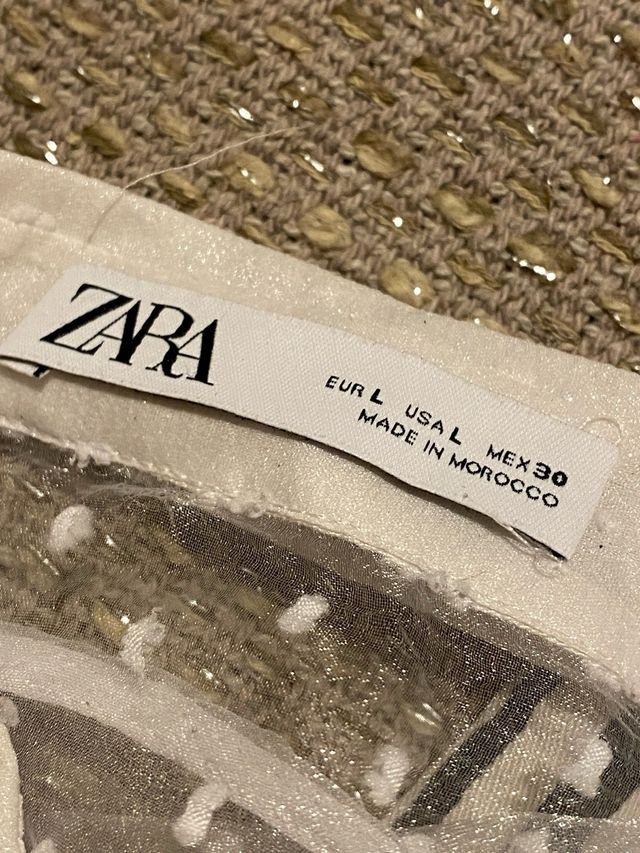 ZARA
EUR L USA L MEX 30
MADE IN MOROCCO